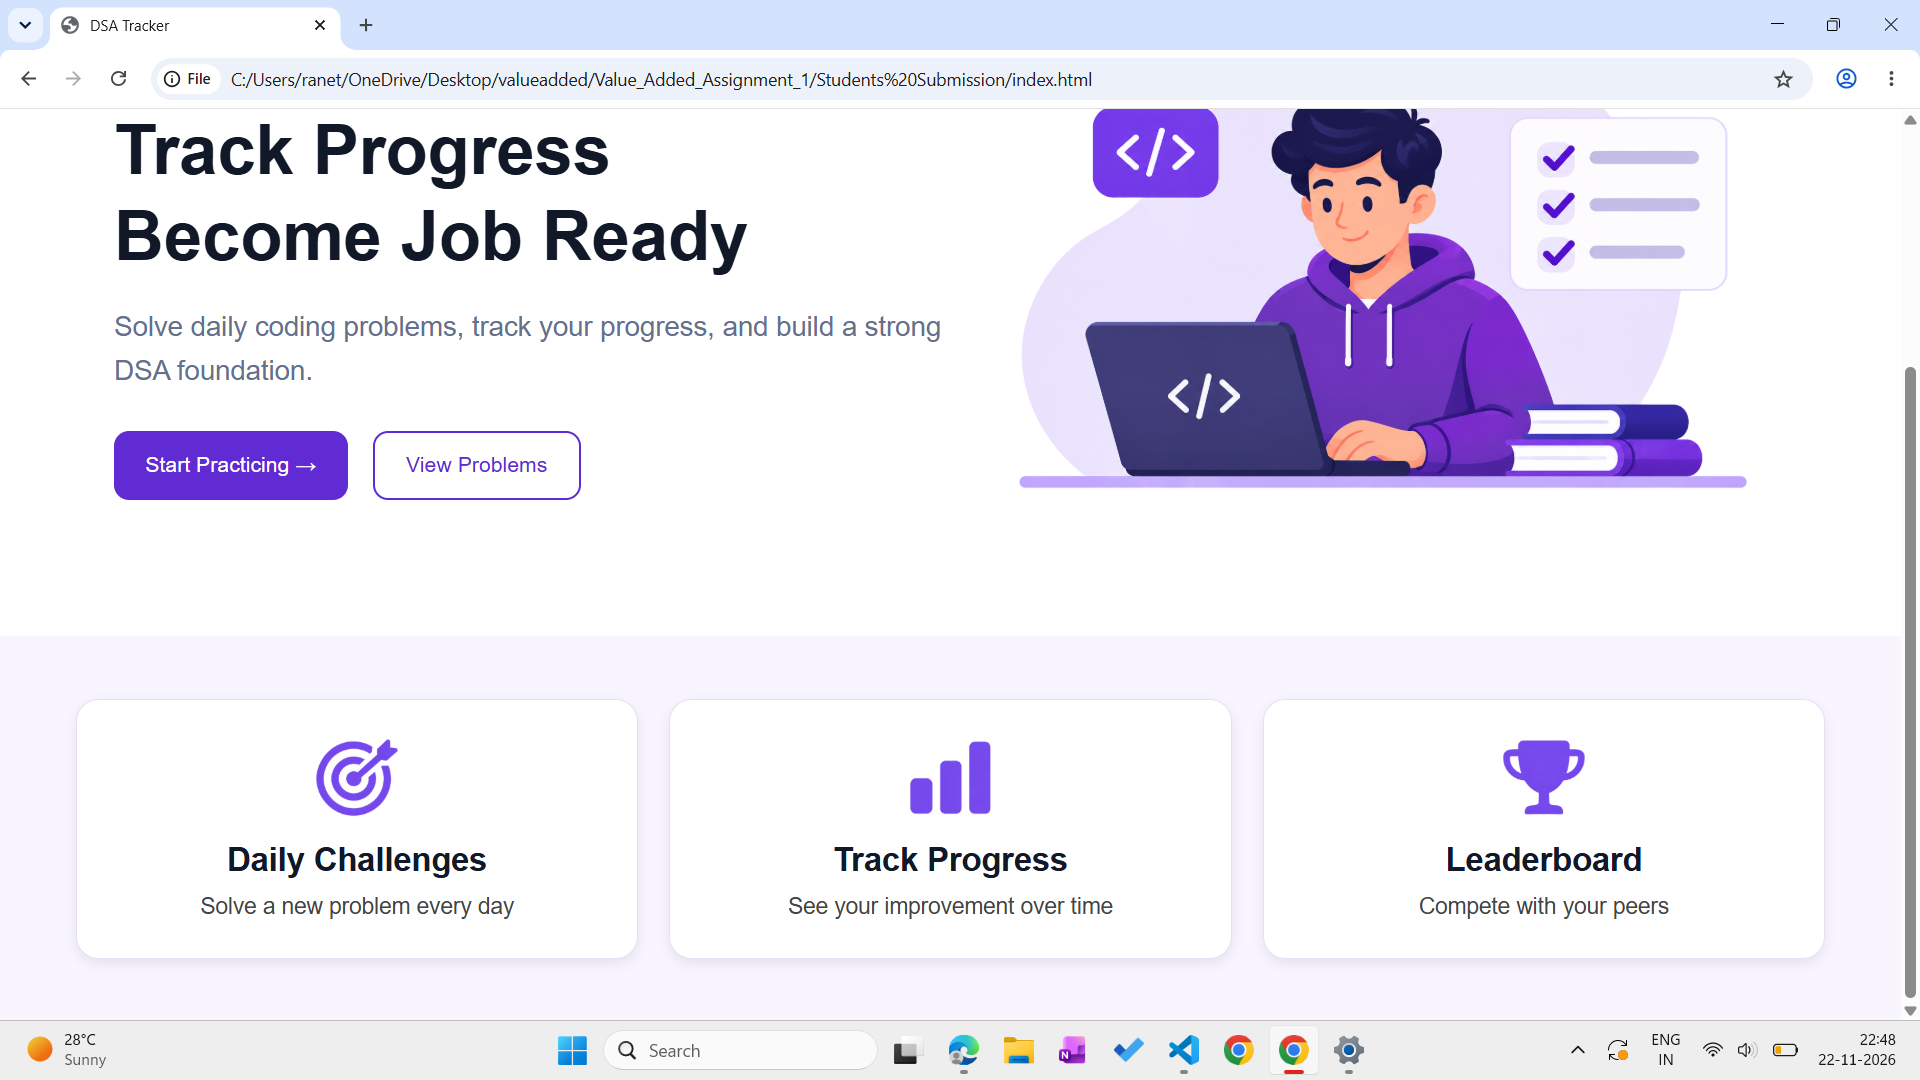 DSA Tracker
File
C:/Users/ranet/OneDrive/Desktop/valueadded/Value_Added_Assignment_1/Students%20Submission/index.html
Track Progress
Become Job Ready
Solve daily coding problems, track your progress, and build a strong
DSA foundation.
Start Practicing →
View Problems
</>
</>
Daily Challenges
Solve a new problem every day
Track Progress
See your improvement over time
Leaderboard
Compete with your peers
28°C
Sunny
Search
N
ENG
IN
22:48
22-11-2026